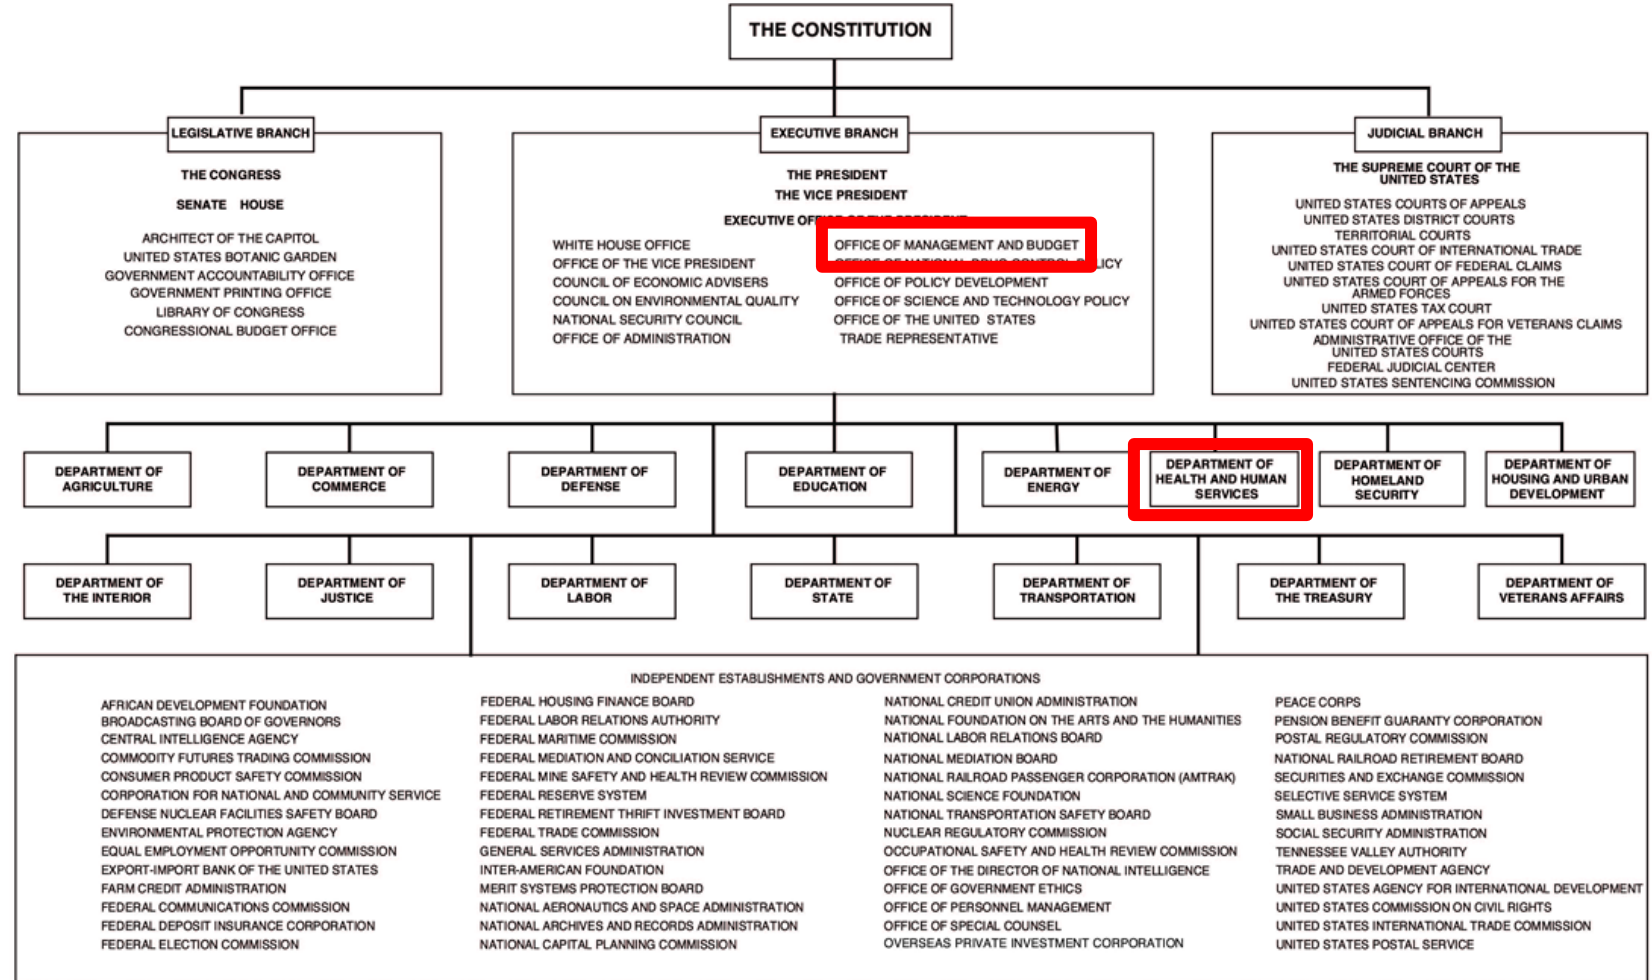 THE CONSTITUTION
LEGISLATIVE BRANCH
THE CONGRESS
SENATE HOUSE
ARCHITECT OF THE CAPITOL
UNITED STATES BOTANIC GARDEN
GOVERNMENT ACCOUNTABILITY OFFICE
GOVERNMENT PRINTING OFFICE
LIBRARY OF CONGRESS
CONGRESSIONAL BUDGET OFFICE
EXECUTIVE BRANCH
THE PRESIDENT
THE VICE PRESIDENT
EXECUTIVE OFFICE OF THE PRESIDENT
WHITE HOUSE OFFICE
OFFICE OF THE VICE PRESIDENT
COUNCIL OF ECONOMIC ADVISERS
COUNCIL ON ENVIRONMENTAL QUALITY
NATIONAL SECURITY COUNCIL
OFFICE OF ADMINISTRATION
OFFICE OF MANAGEMENT AND BUDGET
OFFICE OF NATIONAL DRUG CONTROL POLICY
OFFICE OF POLICY DEVELOPMENT
OFFICE OF SCIENCE AND TECHNOLOGY POLICY
OFFICE OF THE UNITED STATES
TRADE REPRESENTATIVE
JUDICIAL BRANCH
THE SUPREME COURT OF THE
UNITED STATES
UNITED STATES COURTS OF APPEALS
UNITED STATES DISTRICT COURTS
TERRITORIAL COURTS
UNITED STATES COURT OF INTERNATIONAL TRADE
UNITED STATES COURT OF FEDERAL CLAIMS
UNITED STATES COURT OF APPEALS FOR THE
ARMED FORCES
UNITED STATES TAX COURT
UNITED STATES COURT OF APPEALS FOR VETERANS CLAIMS
ADMINISTRATIVE OFFICE OF THE
UNITED STATES COURTS
FEDERAL JUDICIAL CENTER
UNITED STATES SENTENCING COMMISSION
DEPARTMENT OF
AGRICULTURE
DEPARTMENT OF
COMMERCE
DEPARTMENT OF
DEFENSE
DEPARTMENT OF
EDUCATION
DEPARTMENT OF
ENERGY
DEPARTMENT OF
HEALTH AND HUMAN
SERVICES
DEPARTMENT OF
HOMELAND
SECURITY
DEPARTMENT OF
HOUSING AND URBAN
DEVELOPMENT
DEPARTMENT OF
THE INTERIOR
DEPARTMENT OF
JUSTICE
DEPARTMENT OF
LABOR
DEPARTMENT OF
STATE
DEPARTMENT OF
TRANSPORTATION
DEPARTMENT OF
THE TREASURY
DEPARTMENT OF
VETERANS AFFAIRS
INDEPENDENT ESTABLISHMENTS AND GOVERNMENT CORPORATIONS
AFRICAN DEVELOPMENT FOUNDATION
BROADCASTING BOARD OF GOVERNORS
CENTRAL INTELLIGENCE AGENCY
COMMODITY FUTURES TRADING COMMISSION
CONSUMER PRODUCT SAFETY COMMISSION
CORPORATION FOR NATIONAL AND COMMUNITY SERVICE
DEFENSE NUCLEAR FACILITIES SAFETY BOARD
ENVIRONMENTAL PROTECTION AGENCY
EQUAL EMPLOYMENT OPPORTUNITY COMMISSION
EXPORT-IMPORT BANK OF THE UNITED STATES
FARM CREDIT ADMINISTRATION
FEDERAL COMMUNICATIONS COMMISSION
FEDERAL DEPOSIT INSURANCE CORPORATION
FEDERAL ELECTION COMMISSION
FEDERAL HOUSING FINANCE BOARD
FEDERAL LABOR RELATIONS AUTHORITY
FEDERAL MARITIME COMMISSION
FEDERAL MEDIATION AND CONCILIATION SERVICE
FEDERAL MINE SAFETY AND HEALTH REVIEW COMMISSION
FEDERAL RESERVE SYSTEM
FEDERAL RETIREMENT THRIFT INVESTMENT BOARD
FEDERAL TRADE COMMISSION
GENERAL SERVICES ADMINISTRATION
INTER-AMERICAN FOUNDATION
MERIT SYSTEMS PROTECTION BOARD
NATIONAL AERONAUTICS AND SPACE ADMINISTRATION
NATIONAL ARCHIVES AND RECORDS ADMINISTRATION
NATIONAL CAPITAL PLANNING COMMISSION
NATIONAL CREDIT UNION ADMINISTRATION
NATIONAL FOUNDATION ON THE ARTS AND THE HUMANITIES
NATIONAL LABOR RELATIONS BOARD
NATIONAL MEDIATION BOARD
NATIONAL RAILROAD PASSENGER CORPORATION (AMTRAK)
NATIONAL SCIENCE FOUNDATION
NATIONAL TRANSPORTATION SAFETY BOARD
NUCLEAR REGULATORY COMMISSION
OCCUPATIONAL SAFETY AND HEALTH REVIEW COMMISSION
OFFICE OF THE DIRECTOR OF NATIONAL INTELLIGENCE
OFFICE OF GOVERNMENT ETHICS
OFFICE OF PERSONNEL MANAGEMENT
OFFICE OF SPECIAL COUNSEL
OVERSEAS PRIVATE INVESTMENT CORPORATION
PEACE CORPS
PENSION BENEFIT GUARANTY CORPORATION
POSTAL REGULATORY COMMISSION
NATIONAL RAILROAD RETIREMENT BOARD
SECURITIES AND EXCHANGE COMMISSION
SELECTIVE SERVICE SYSTEM
SMALL BUSINESS ADMINISTRATION
SOCIAL SECURITY ADMINISTRATION
TENNESSEE VALLEY AUTHORITY
TRADE AND DEVELOPMENT AGENCY
UNITED STATES AGENCY FOR INTERNATIONAL DEVELOPMENT
UNITED STATES COMMISSION ON CIVIL RIGHTS
UNITED STATES INTERNATIONAL TRADE COMMISSION
UNITED STATES POSTAL SERVICE